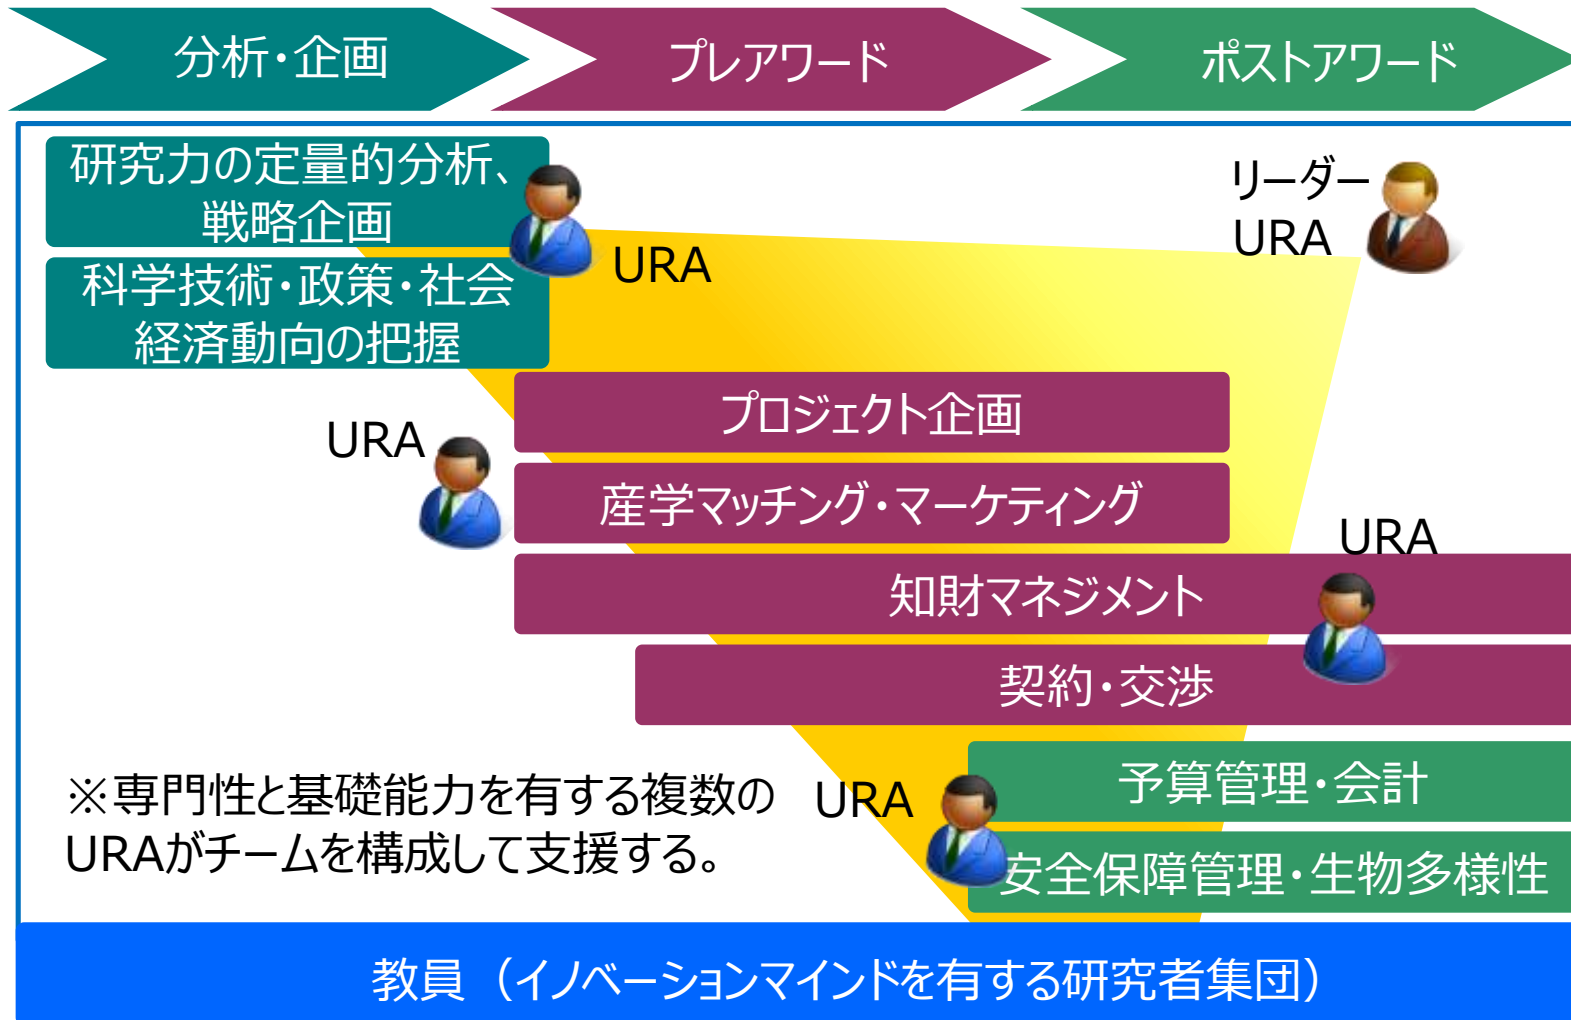 分析・企画
プレアワード
ポストアワード
研究力の定量的分析、
戦略企画
リーダー
URA
URA
科学技術・政策・社会
経済動向の把握
プロジェクト企画
URA
産学マッチング・マーケティング
URA
知財マネジメント
契約・交渉
予算管理・会計
※専門性と基礎能力を有する複数の
URAがチームを構成して支援する。
URA
安全保障管理・生物多様性
教員（イノベーションマインドを有する研究者集団）